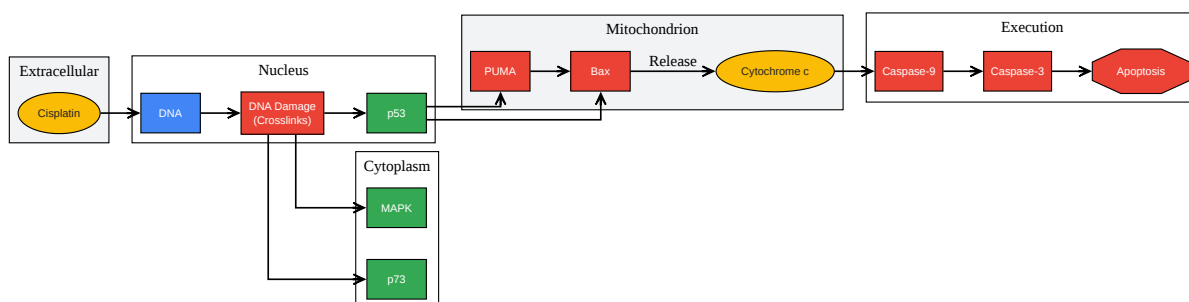 Extracellular
Cisplatin
Nucleus
DNA
DNA Damage
(Crosslinks)
p53
Cytoplasm
MAPK
p73
Mitochondrion
PUMA
Bax
Release
Cytochrome c
Execution
Caspase-9
Caspase-3
Apoptosis